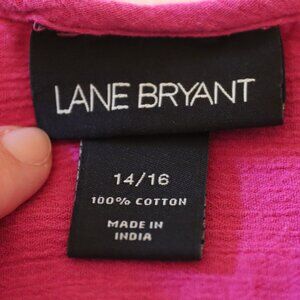 LANE BRYANT
14/16
100% COTTON
MADE IN
INDIA